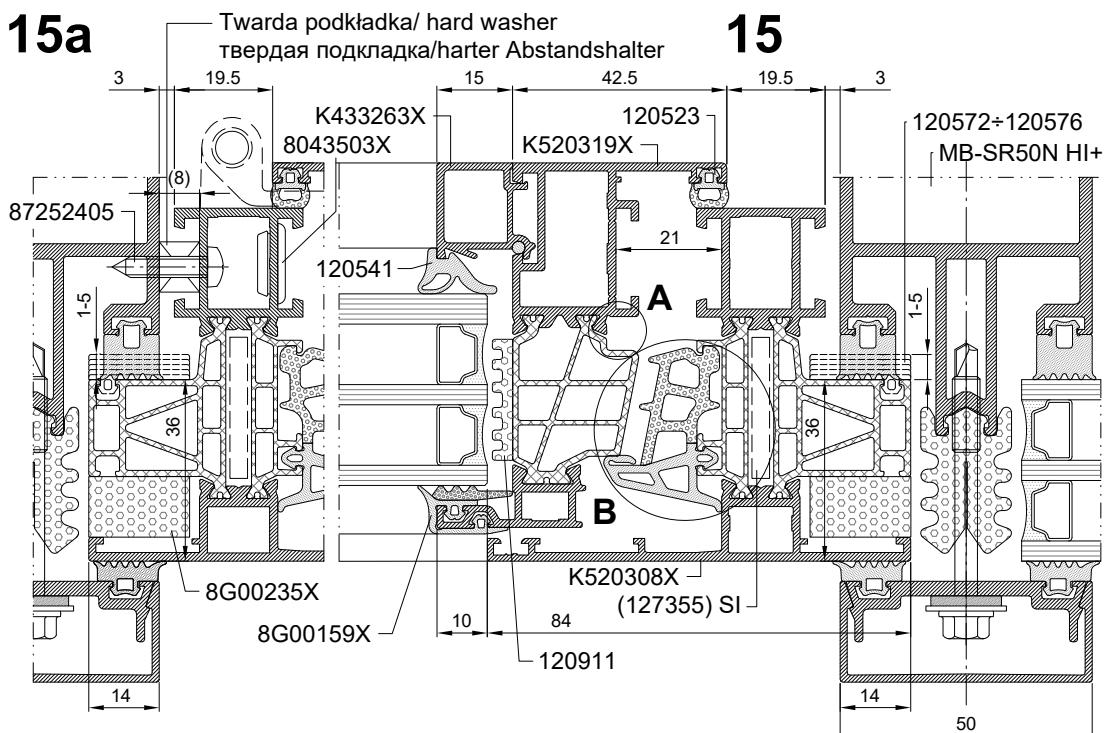 15a
Twarda podkładka/ hard washer
твердая подкладка/harter Abstandshalter
15
3
19.5
15
42.5
19.5
3
K433263X
120523
120572÷120576
8043503X
K520319X
MB-SR50N HI+
(8)
87252405
21
120541
A
1-5
1-5
36
36
B
8G00235X
K520308X
(127355) SI
8G00159X
10
84
120911
14
14
50